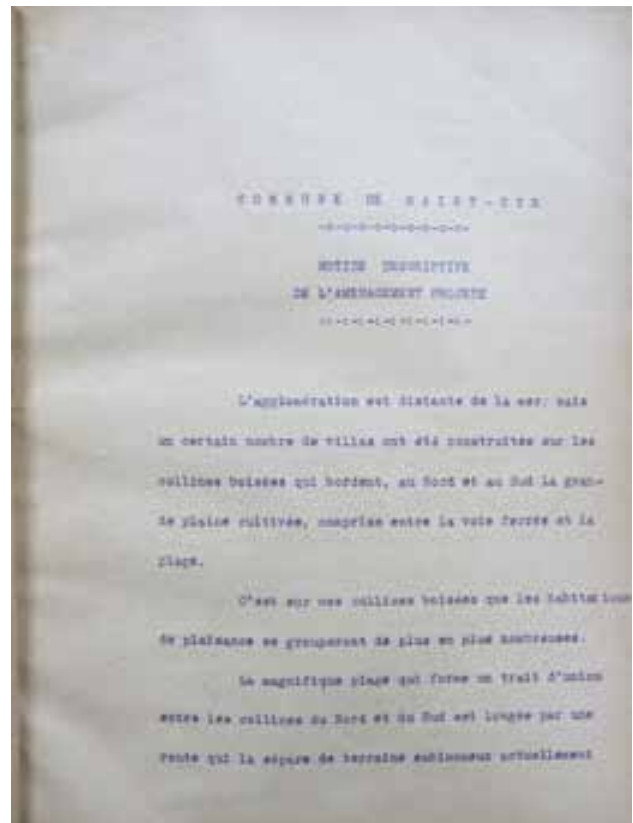 COMMUNE DE SAINT-CYR
NOTICE DESCRIPTIVE
DE L'AMENAGEMENT PROJETE
L'agglomération est distante de la mer; mais
un certain nombre de villas ont été construites sur les
collines boisées qui bordent, au Nord et au Sud la gran-
de plaine cultivée, comprise entre la voie ferrée et la
plage.
C'est sur ces collines boisées que les habitations
de plaisance se grouperont de plus en plus nombreuses.
La magnifique plage qui forme un trait d'union
entre les collines du Nord et du Sud est longée par une
route qui la sépare de terrains sablonneux actuellement